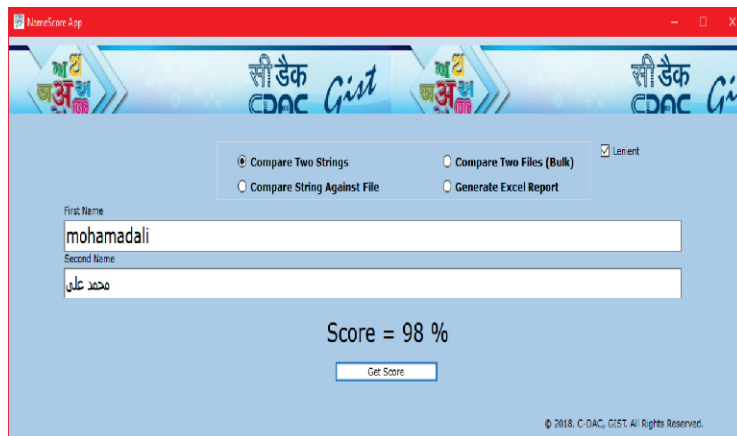 NameScore App
सी डैक
CDAC Gist
सी डैक
CDAC
Compare Two Strings
Compare Two Files (Bulk)
Lenient
Compare String Against File
Generate Excel Report
First Name
mohamadali
Second Name
محمد علی
Score = 98 %
Get Score
© 2018. C-DAC, GIST. All Rights Reserved.